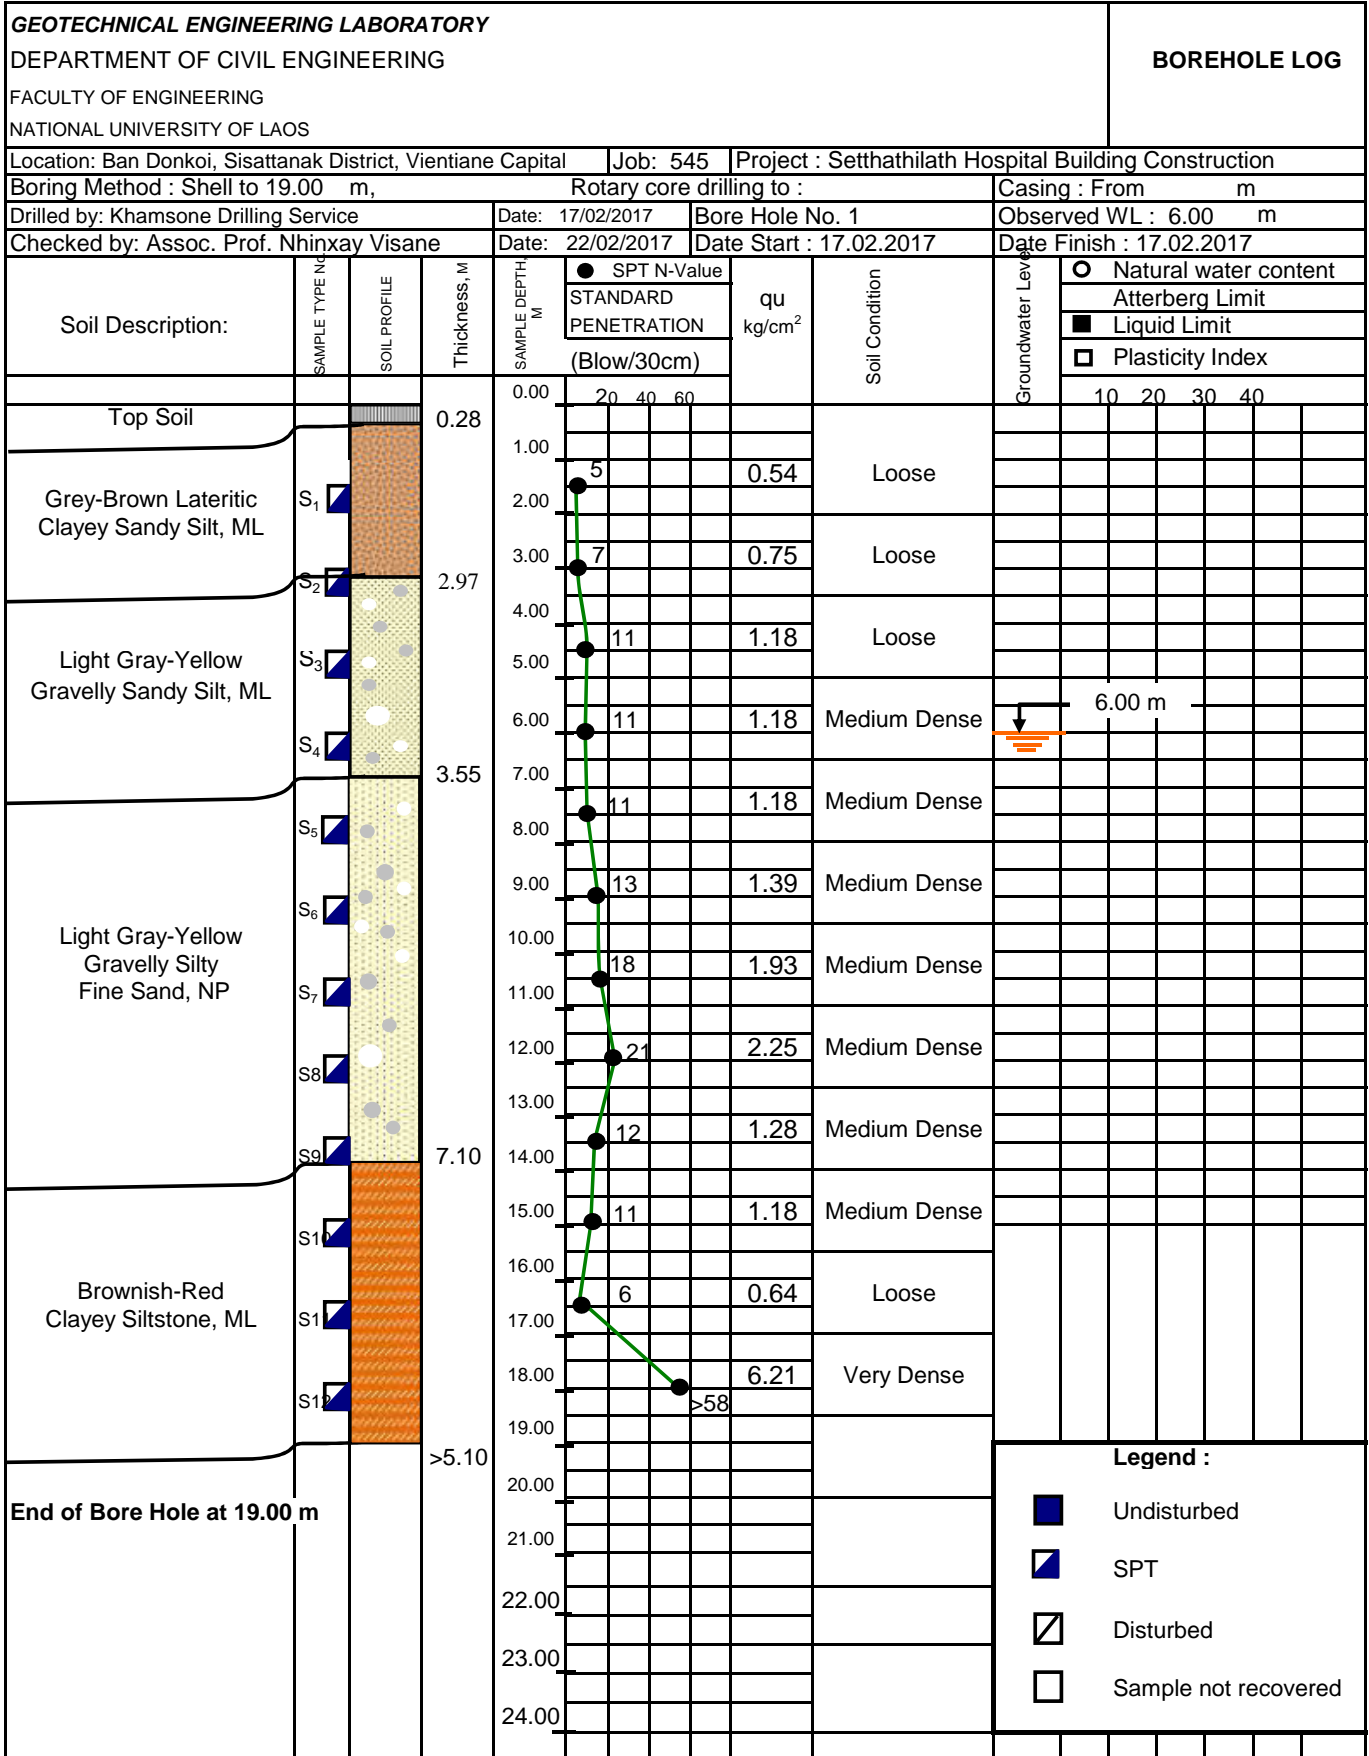 GEOTECHNICAL ENGINEERING LABORATORY
DEPARTMENT OF CIVIL ENGINEERING
FACULTY OF ENGINEERING
NATIONAL UNIVERSITY OF LAOS
BOREHOLE LOG
Location: Ban Donkoi, Sisattanak District, Vientiane Capital Job: 545 Project : Setthathilath Hospital Building Construction
Boring Method : Shell to 19.00 m, Rotary core drilling to : Casing : From m
Drilled by: Khamsone Drilling Service Date: 17/02/2017 Bore Hole No. 1 Observed WL : 6.00 m
Checked by: Assoc. Prof. Nhinxay Visane Date: 22/02/2017 Date Start : 17.02.2017 Date Finish : 17.02.2017
Soil Description:
SAMPLE TYPE No.
SOIL PROFILE
Thickness, M
SAMPLE DEPTH, M
SPT N-Value
STANDARD
PENETRATION
(Blow/30cm)
qu
kg/cm²
Soil Condition
Groundwater Level
Natural water content
Atterberg Limit
Liquid Limit
Plasticity Index
0.00 20 40 60 10 20 30 40
Top Soil 0.28
1.00
5 0.54 Loose
Grey-Brown Lateritic
Clayey Sandy Silt, ML
S1 2.00
3.00 7 0.75 Loose
S2 2.97
4.00
11 1.18 Loose
Light Gray-Yellow
Gravelly Sandy Silt, ML
S3 5.00
6.00 m
6.00 11 1.18 Medium Dense
S4
3.55 7.00
11 1.18 Medium Dense
S5 8.00
9.00 13 1.39 Medium Dense
S6
Light Gray-Yellow
Gravelly Silty
Fine Sand, NP
10.00
18 1.93 Medium Dense
S7 11.00
12.00 21 2.25 Medium Dense
S8
13.00
12 1.28 Medium Dense
S9 7.10 14.00
15.00 11 1.18 Medium Dense
S10
16.00
Brownish-Red
Clayey Siltstone, ML
6 0.64 Loose
S11 17.00
18.00 6.21 Very Dense
S12 >58
19.00
>5.10
20.00
End of Bore Hole at 19.00 m
21.00
22.00
23.00
24.00
Legend :
Undisturbed
SPT
Disturbed
Sample not recovered